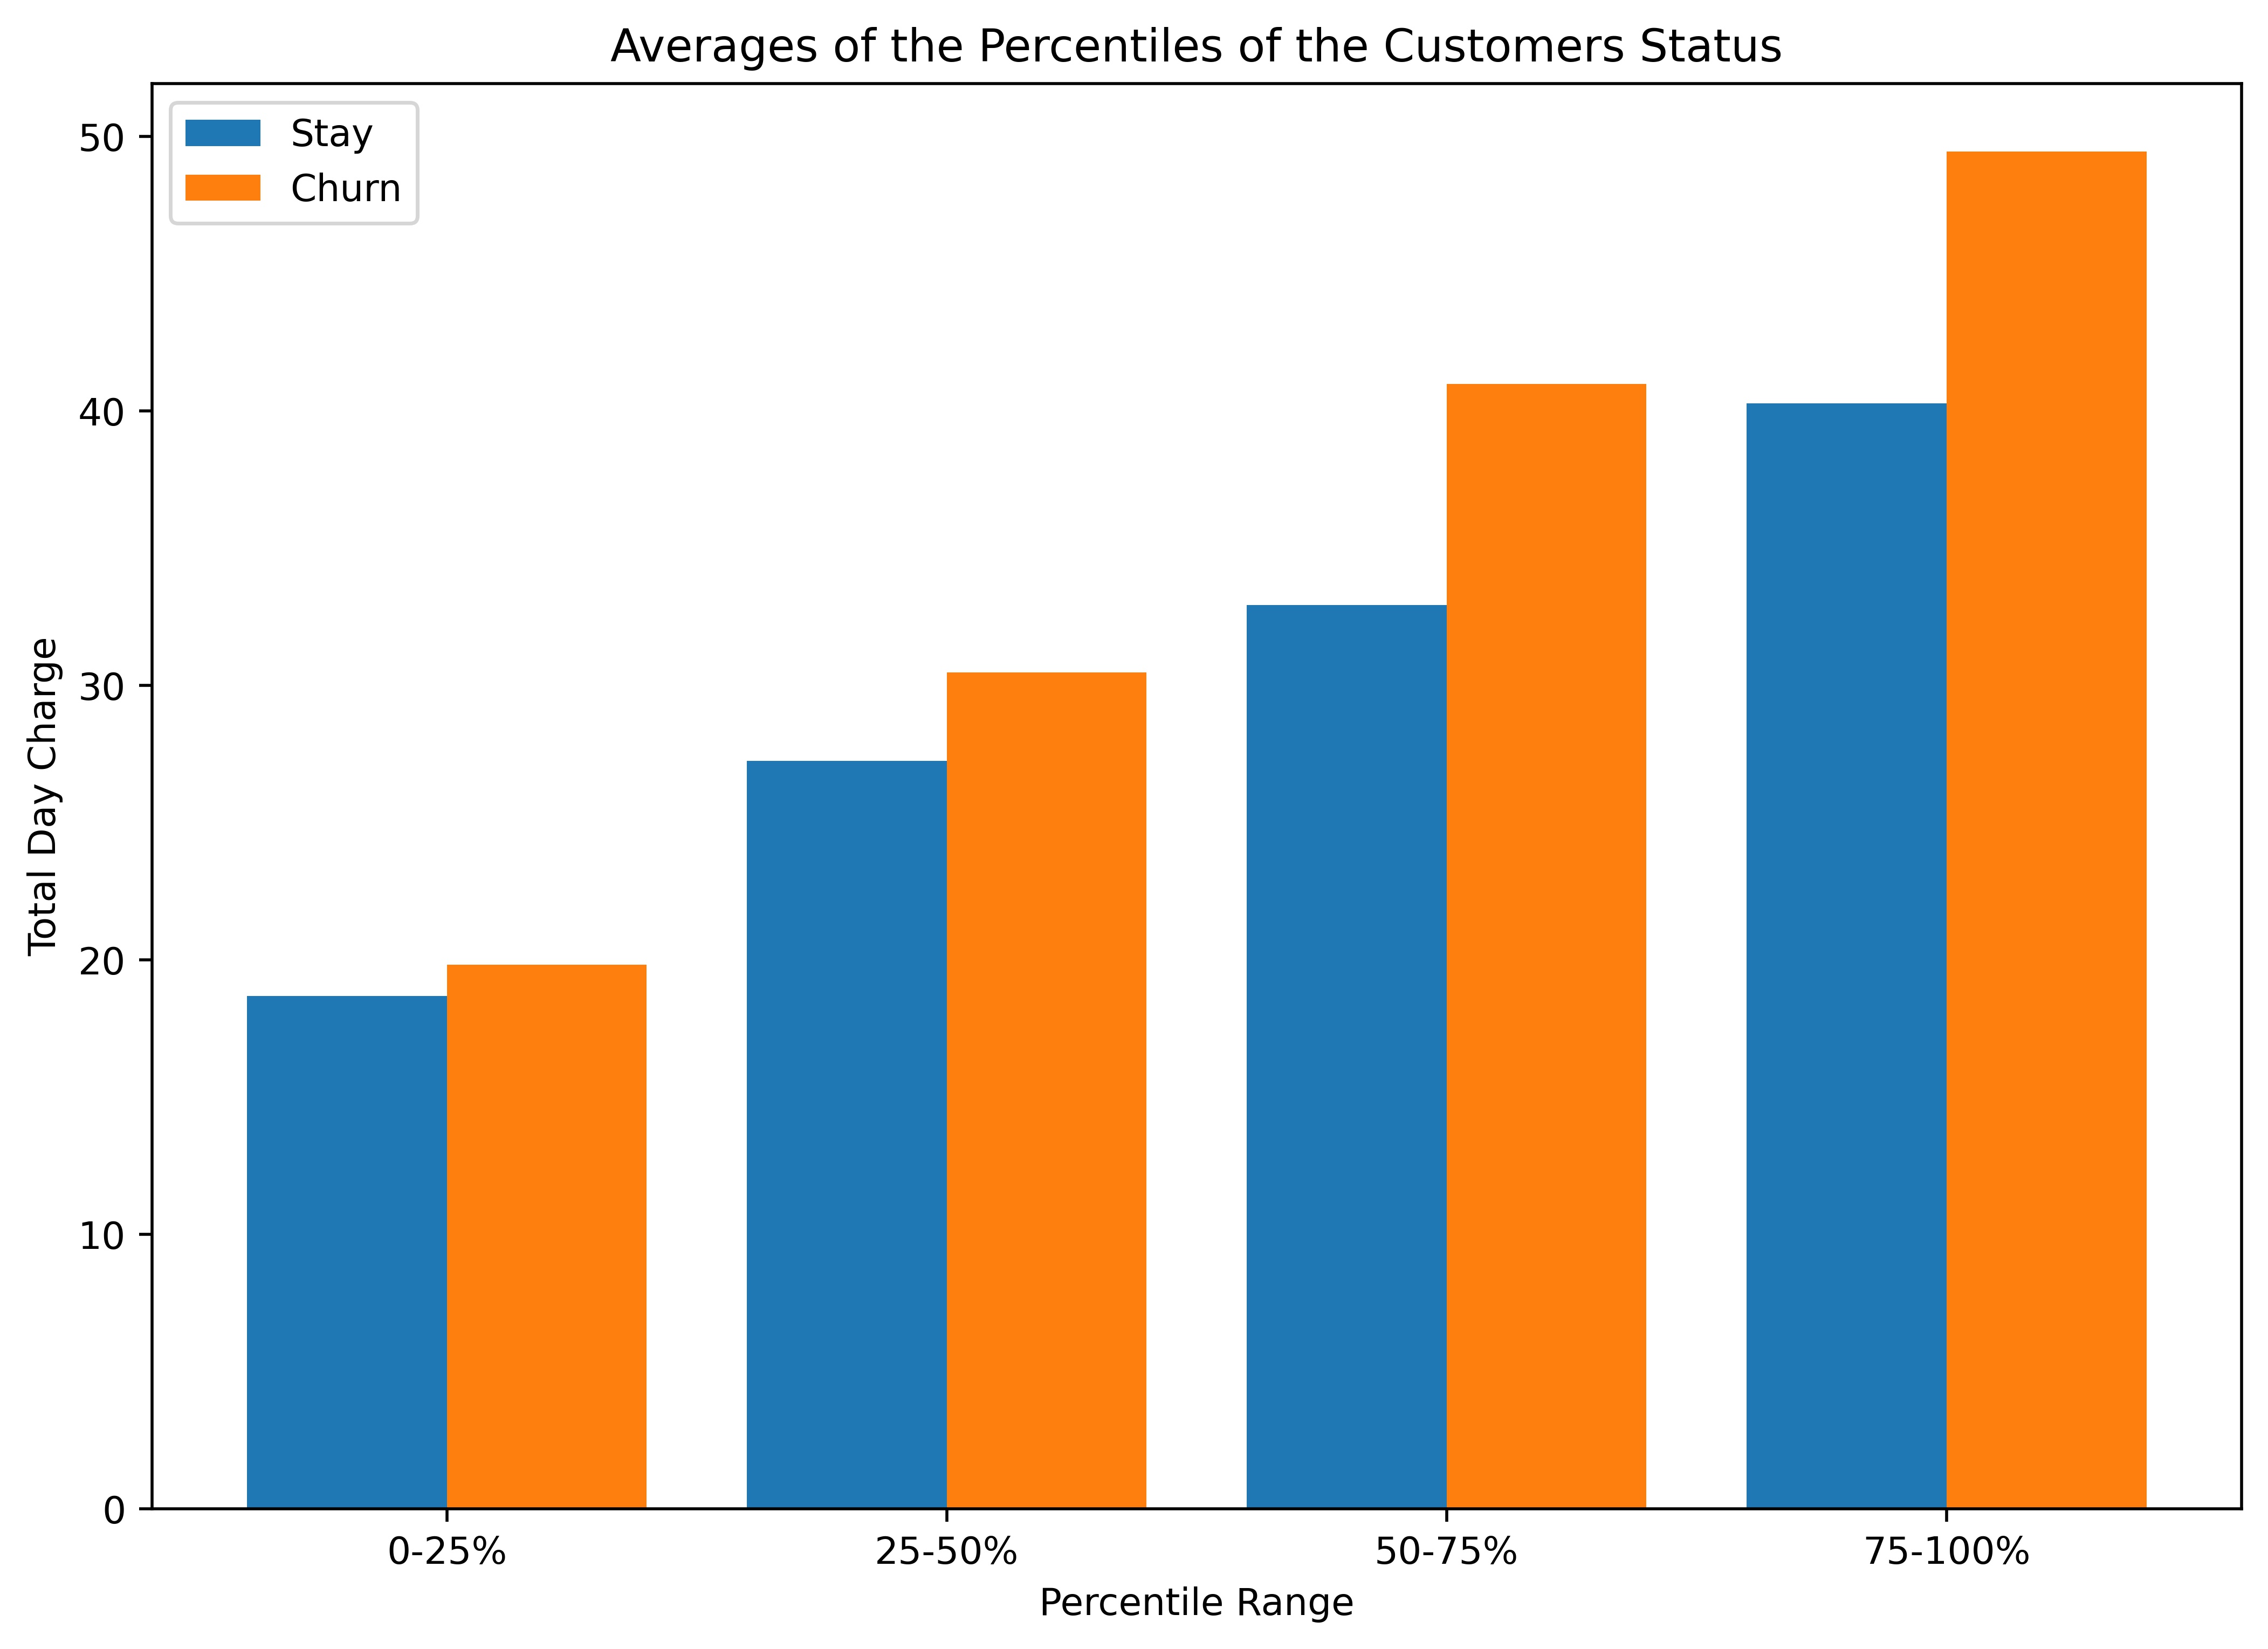 Averages of the Percentiles of the Customers Status
Stay
Churn
Total Day Charge
50
40
30
20
10
0
0-25%
25-50%
50-75%
75-100%
Percentile Range